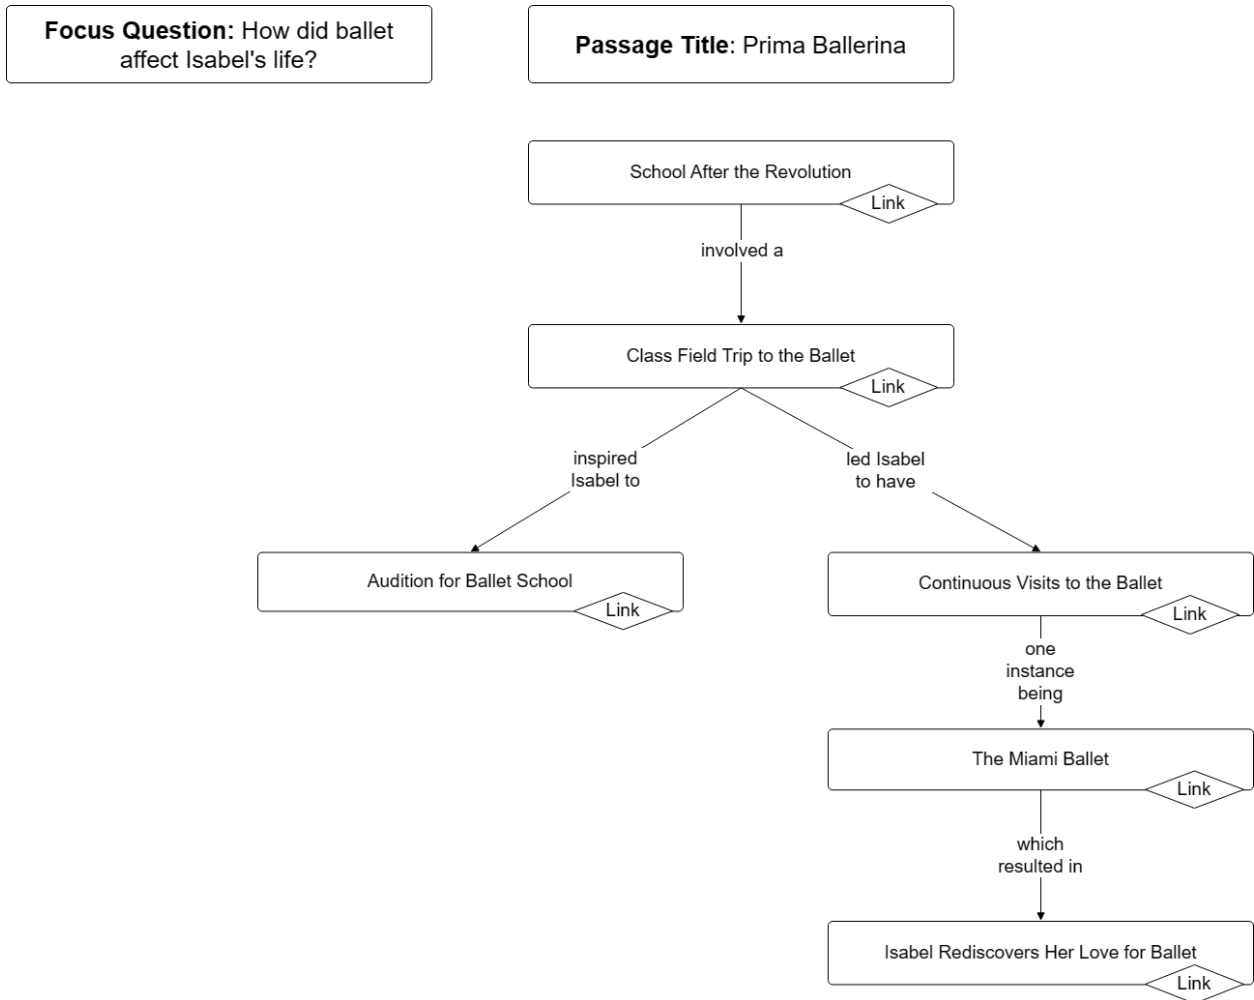 Focus Question: How did ballet
affect Isabel's life?
Passage Title: Prima Ballerina
School After the Revolution
Link
involved a
Class Field Trip to the Ballet
Link
inspired
Isabel to
led Isabel
to have
Audition for Ballet School
Link
Continuous Visits to the Ballet
Link
one
instance
being
The Miami Ballet
Link
which
resulted in
Isabel Rediscovers Her Love for Ballet
Link